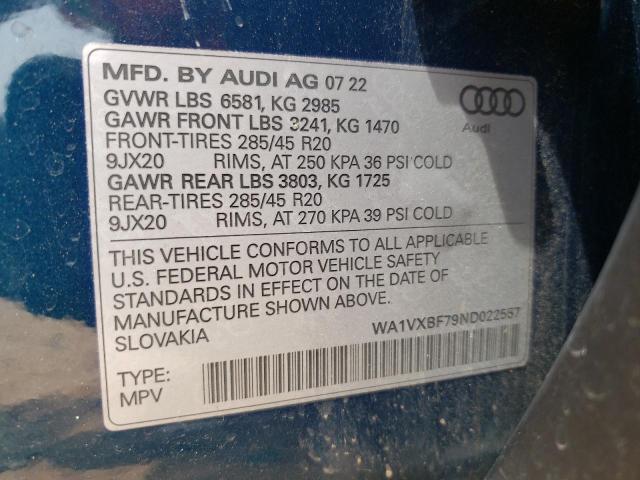 MFD. BY AUDI AG 07 22
GVWR LBS 6581, KG 2985
GAWR FRONT LBS 3241, KG 1470
FRONT-TIRES 285/45 R20
9JX20 RIMS, AT 250 KPA 36 PSI COLD
GAWR REAR LBS 3803, KG 1725
REAR-TIRES 285/45 R20
9JX20 RIMS, AT 270 KPA 39 PSI COLD
Audi
THIS VEHICLE CONFORMS TO ALL APPLICABLE
U.S. FEDERAL MOTOR VEHICLE SAFETY
STANDARDS IN EFFECT ON THE DATE OF
MANUFACTURE SHOWN ABOVE.
SLOVAKIA
WA1VXBF79ND022557
TYPE:
MPV